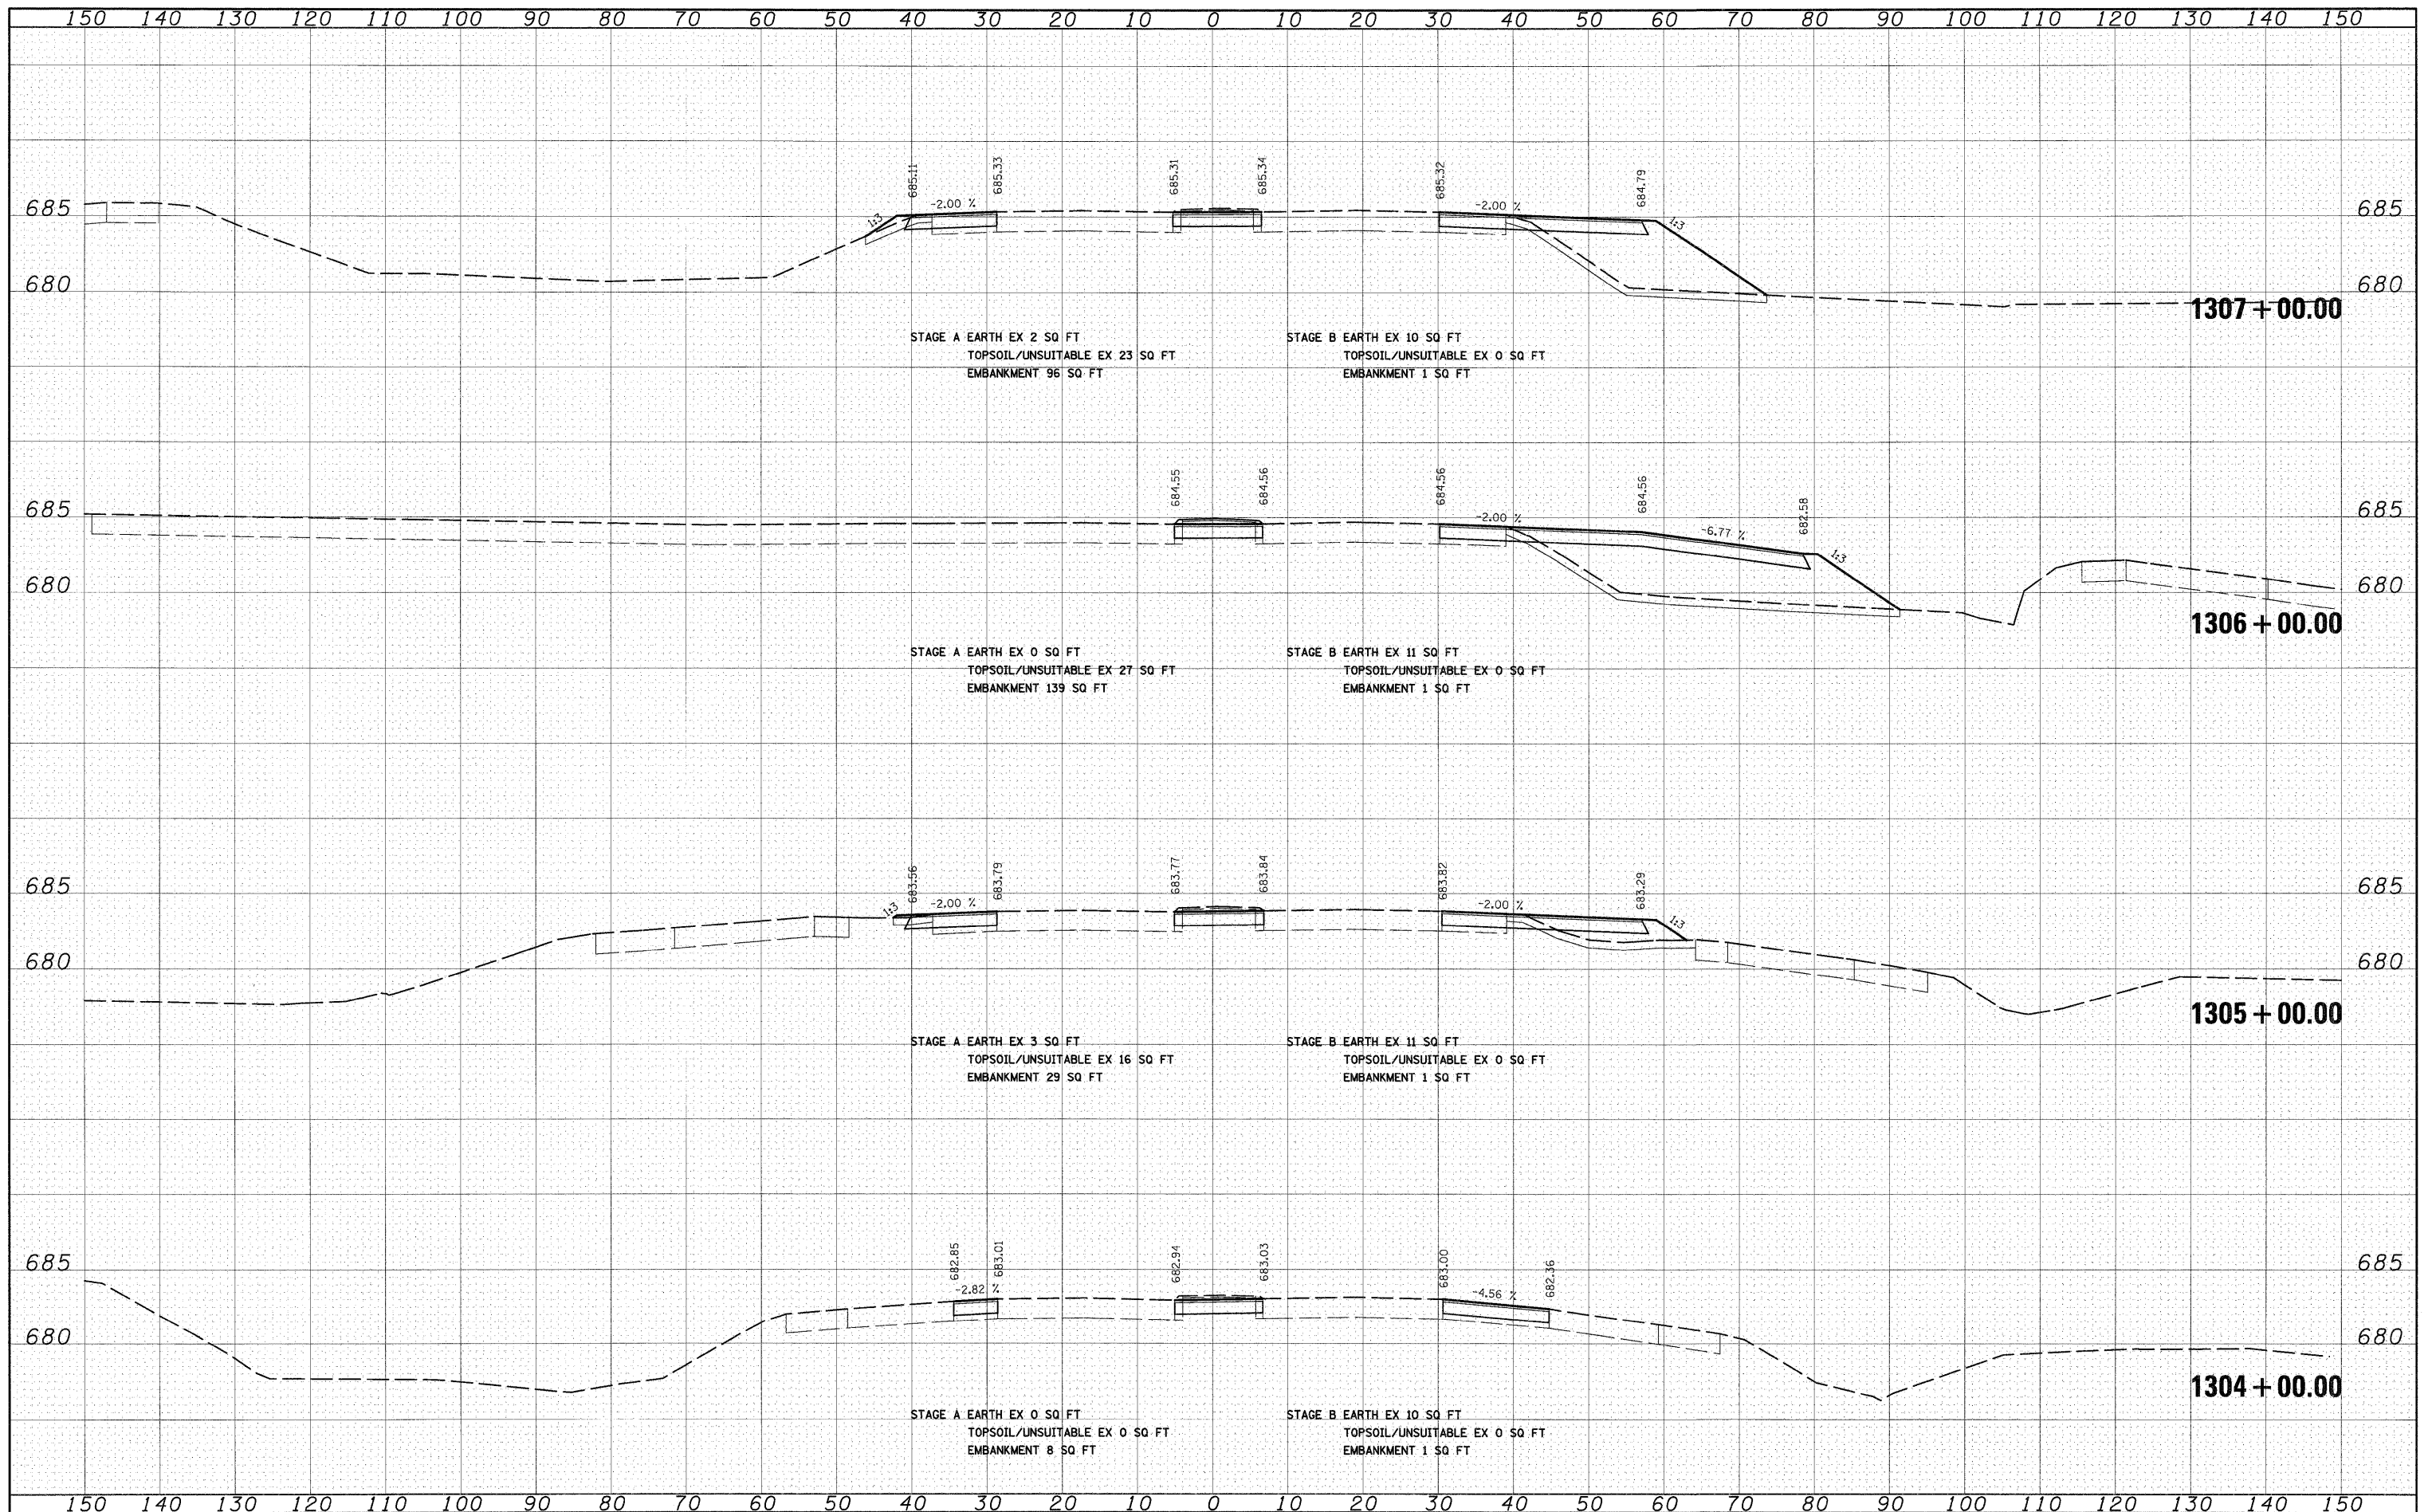 150 140 130 120 110 100 90 80 70 60 50 40 30 20 10 0 10 20 30 40 50 60 70 80 90 100 110 120 130 140 150
685.11 685.33 685.31 685.34 685.32 684.79
685 1:3 -2.00 % -2.00 % 1:3 685
680 680
1307+00.00
STAGE A EARTH EX 2 SQ FT
TOPSOIL/UNSUITABLE EX 23 SQ FT
EMBANKMENT 96 SQ FT
STAGE B EARTH EX 10 SQ FT
TOPSOIL/UNSUITABLE EX 0 SQ FT
EMBANKMENT 1 SQ FT
684.55 684.56 684.56 684.56 682.58
685 -2.00 % -6.77 % 1:3 685
680 680
1306+00.00
STAGE A EARTH EX 0 SQ FT
TOPSOIL/UNSUITABLE EX 27 SQ FT
EMBANKMENT 139 SQ FT
STAGE B EARTH EX 11 SQ FT
TOPSOIL/UNSUITABLE EX 0 SQ FT
EMBANKMENT 1 SQ FT
683.56 683.79 683.77 683.84 683.82 683.29
685 1:3 -2.00 % -2.00 % 1:3 685
680 680
1305+00.00
STAGE A EARTH EX 3 SQ FT
TOPSOIL/UNSUITABLE EX 16 SQ FT
EMBANKMENT 29 SQ FT
STAGE B EARTH EX 11 SQ FT
TOPSOIL/UNSUITABLE EX 0 SQ FT
EMBANKMENT 1 SQ FT
682.85 683.01 682.94 683.03 683.00 682.36
685 -2.82 % -4.56 % 685
680 680
1304+00.00
STAGE A EARTH EX 0 SQ FT
TOPSOIL/UNSUITABLE EX 0 SQ FT
EMBANKMENT 8 SQ FT
STAGE B EARTH EX 10 SQ FT
TOPSOIL/UNSUITABLE EX 0 SQ FT
EMBANKMENT 1 SQ FT
150 140 130 120 110 100 90 80 70 60 50 40 30 20 10 0 10 20 30 40 50 60 70 80 90 100 110 120 130 140 150